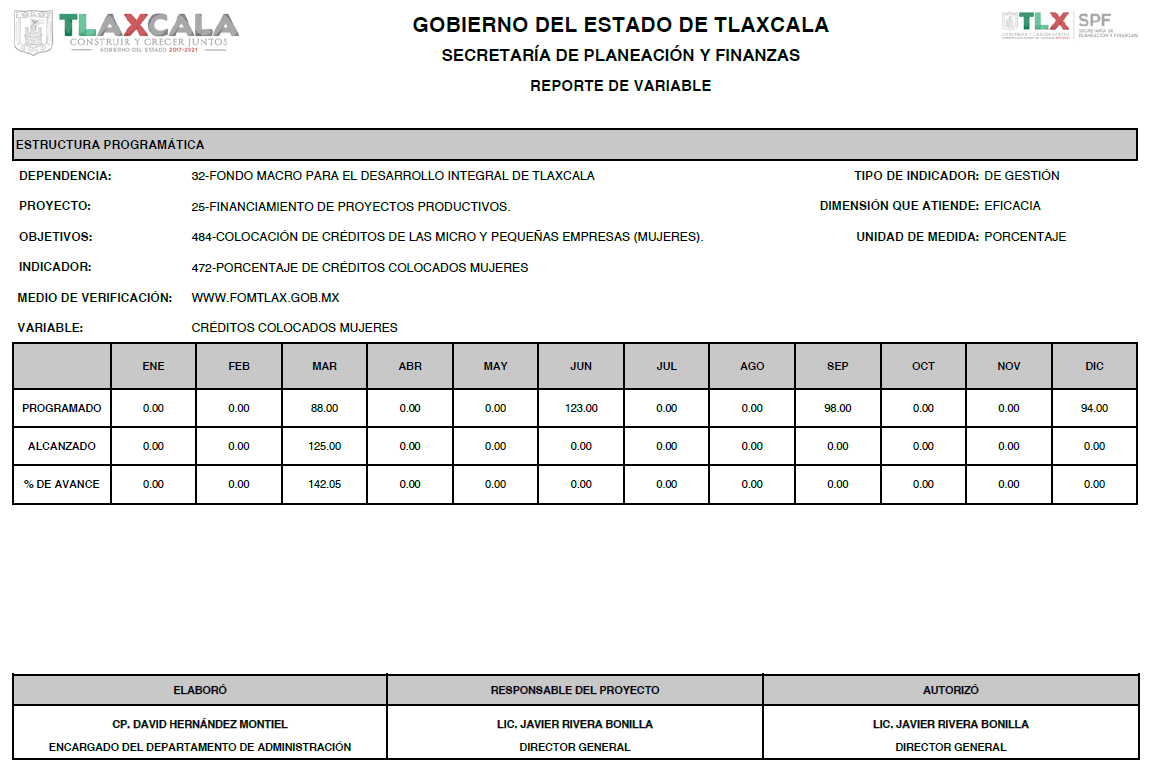 TLAXCALA
CONSTRUIR Y CRECER JUNTOS
GOBIERNO DEL ESTADO 2017-2021
GOBIERNO DEL ESTADO DE TLAXCALA
SECRETARÍA DE PLANEACIÓN Y FINANZAS
REPORTE DE VARIABLE
TLX
SPF
SECRETARÍA DE
PLANEACIÓN Y FINANZAS
ESTRUCTURA PROGRAMÁTICA
DEPENDENCIA: 32-FONDO MACRO PARA EL DESARROLLO INTEGRAL DE TLAXCALA TIPO DE INDICADOR: DE GESTIÓN
PROYECTO: 25-FINANCIAMIENTO DE PROYECTOS PRODUCTIVOS. DIMENSIÓN QUE ATIENDE: EFICACIA
OBJETIVOS: 484-COLOCACIÓN DE CRÉDITOS DE LAS MICRO Y PEQUEÑAS EMPRESAS (MUJERES). UNIDAD DE MEDIDA: PORCENTAJE
INDICADOR: 472-PORCENTAJE DE CRÉDITOS COLOCADOS MUJERES
MEDIO DE VERIFICACIÓN: WWW.FOMTLAX.GOB.MX
VARIABLE: CRÉDITOS COLOCADOS MUJERES
ENE FEB MAR ABR MAY JUN JUL AGO SEP OCT NOV DIC
PROGRAMADO 0.00 0.00 88.00 0.00 0.00 123.00 0.00 0.00 98.00 0.00 0.00 94.00
ALCANZADO 0.00 0.00 125.00 0.00 0.00 0.00 0.00 0.00 0.00 0.00 0.00 0.00
% DE AVANCE 0.00 0.00 142.05 0.00 0.00 0.00 0.00 0.00 0.00 0.00 0.00 0.00
ELABORÓ RESPONSABLE DEL PROYECTO AUTORIZÓ
CP. DAVID HERNÁNDEZ MONTIEL LIC. JAVIER RIVERA BONILLA LIC. JAVIER RIVERA BONILLA
ENCARGADO DEL DEPARTAMENTO DE ADMINISTRACIÓN DIRECTOR GENERAL DIRECTOR GENERAL